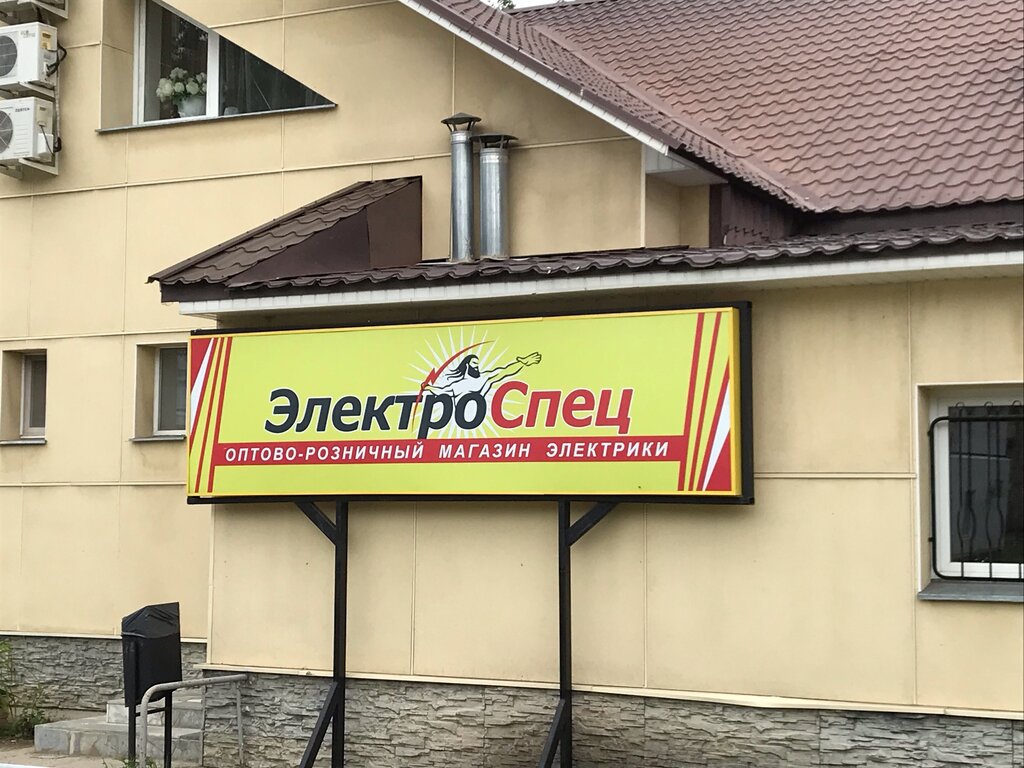 ЭлектроСпец
ОПТОВО-РОЗНИЧНЫЙ МАГАЗИН ЭЛЕКТРИКИ